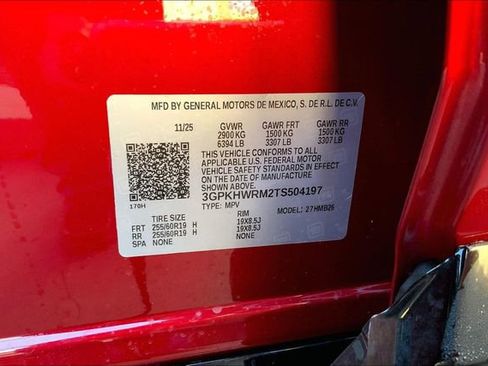 MFD BY GENERAL MOTORS DE MEXICO, S. DE R.L. DE C.V.
11/25 GVWR GAWR FRT GAWR RR
2900 KG 1500 KG 1500 KG
6394 LB 3307 LB 3307 LB
THIS VEHICLE CONFORMS TO ALL
APPLICABLE U.S. FEDERAL MOTOR
VEHICLE SAFETY STANDARDS IN
EFFECT ON THE DATE OF
MANUFACTURE SHOWN ABOVE.
3GPKHWRM2TS504197
170H TYPE: MPV MODEL: 27HMB26
TIRE SIZE RIM
FRT 255/60R19 H 19X8.5J
RR 255/60R19 H 19X8.5J
SPA NONE NONE